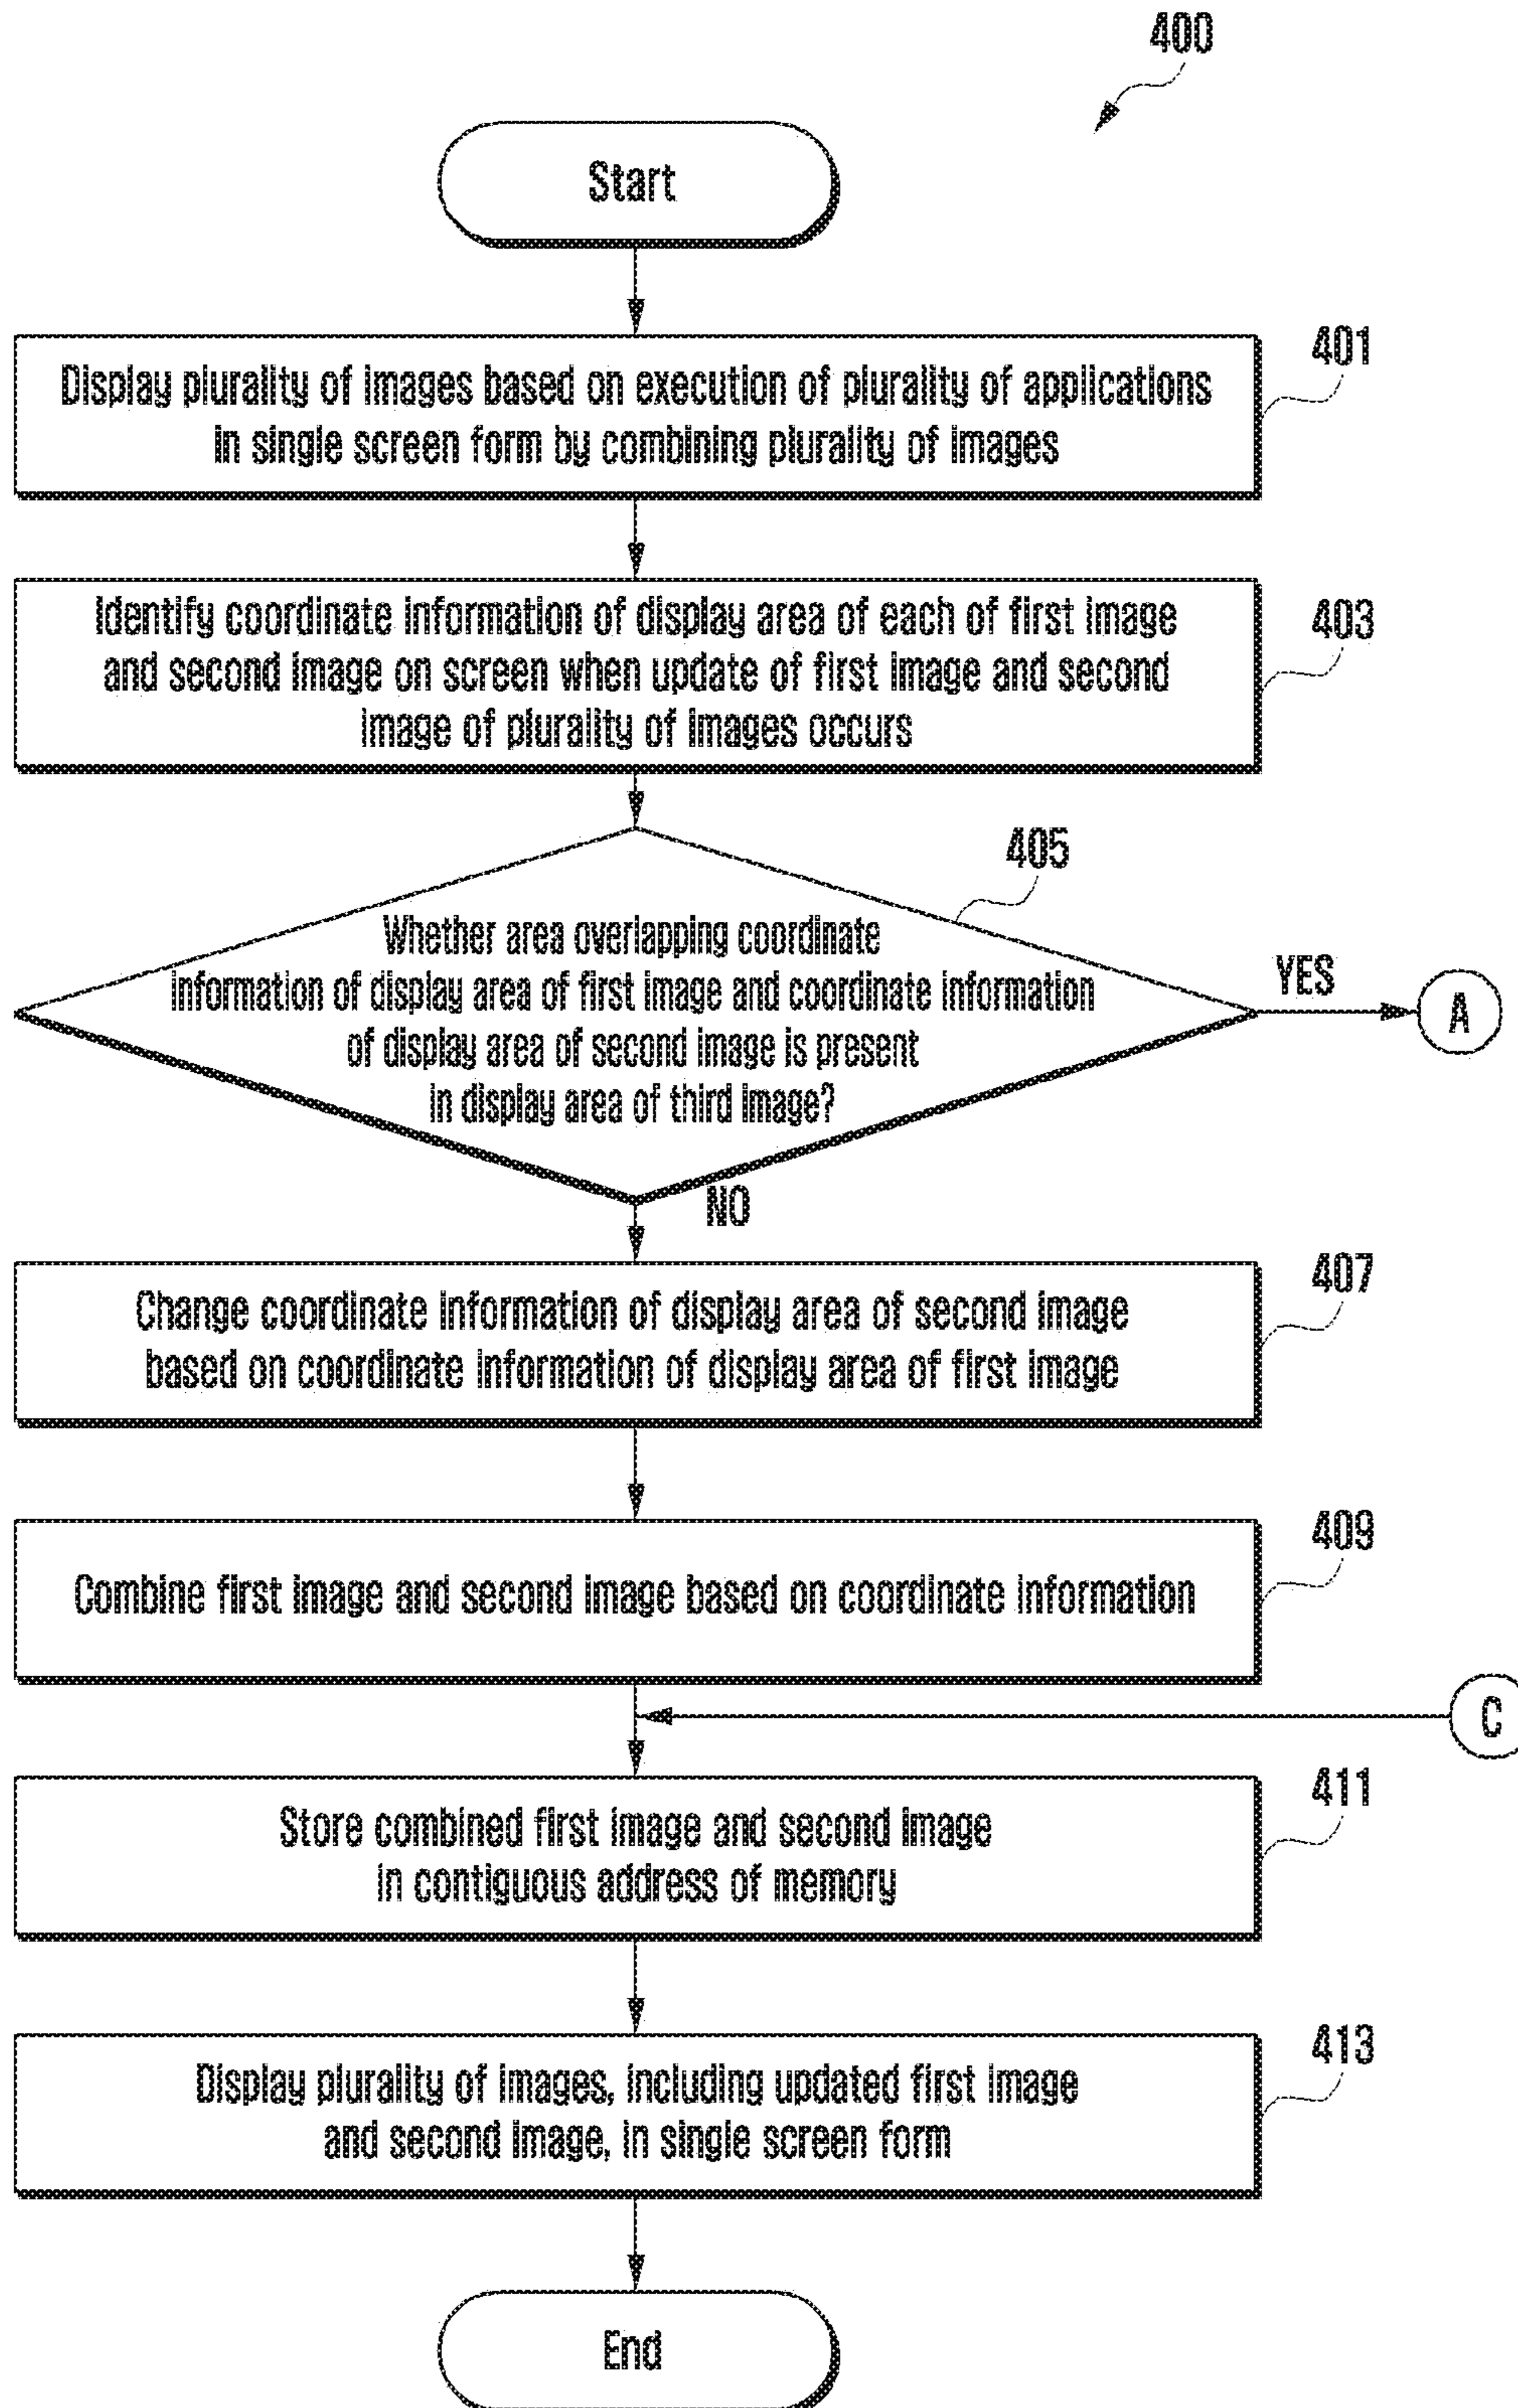 400
Start
401
Display plurality of images based on execution of plurality of applications
in single screen form by combining plurality of images
403
Identify coordinate information of display area of each of first image
and second image on screen when update of first image and second
image of plurality of images occurs
405
Whether area overlapping coordinate
information of display area of first image and coordinate information
of display area of second image is present
in display area of third image?
YES
A
NO
407
Change coordinate information of display area of second image
based on coordinate information of display area of first image
409
Combine first image and second image based on coordinate information
C
411
Store combined first image and second image
in contiguous address of memory
413
Display plurality of images, including updated first image
and second image, in single screen form
End